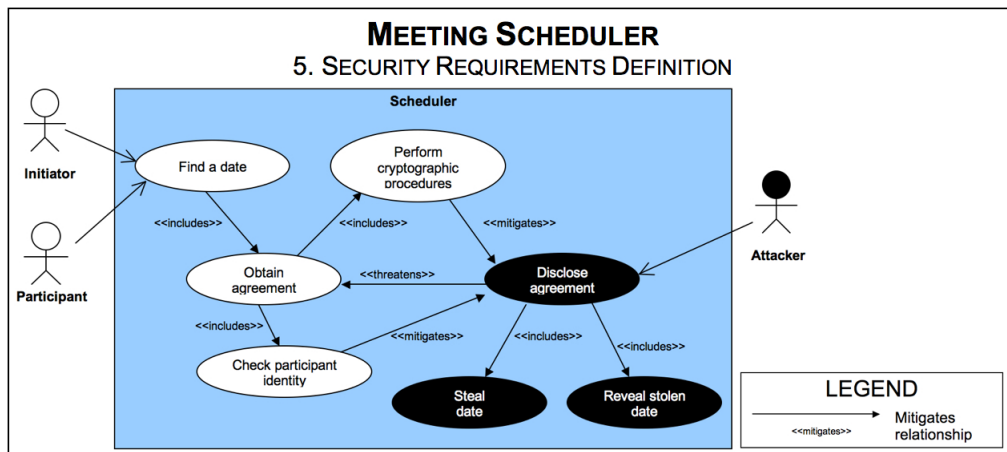 MEETING SCHEDULER
5. SECURITY REQUIREMENTS DEFINITION
Scheduler
Initiator
Find a date
Perform
cryptographic
procedures
<<includes>>
<<includes>>
<<mitigates>>
Participant
Obtain
agreement
<<threatens>>
Disclose
agreement
Attacker
<<includes>>
<<mitigates>>
<<includes>>
<<includes>>
Check participant
identity
Steal
date
Reveal stolen
date
LEGEND
<<mitigates>>
Mitigates
relationship